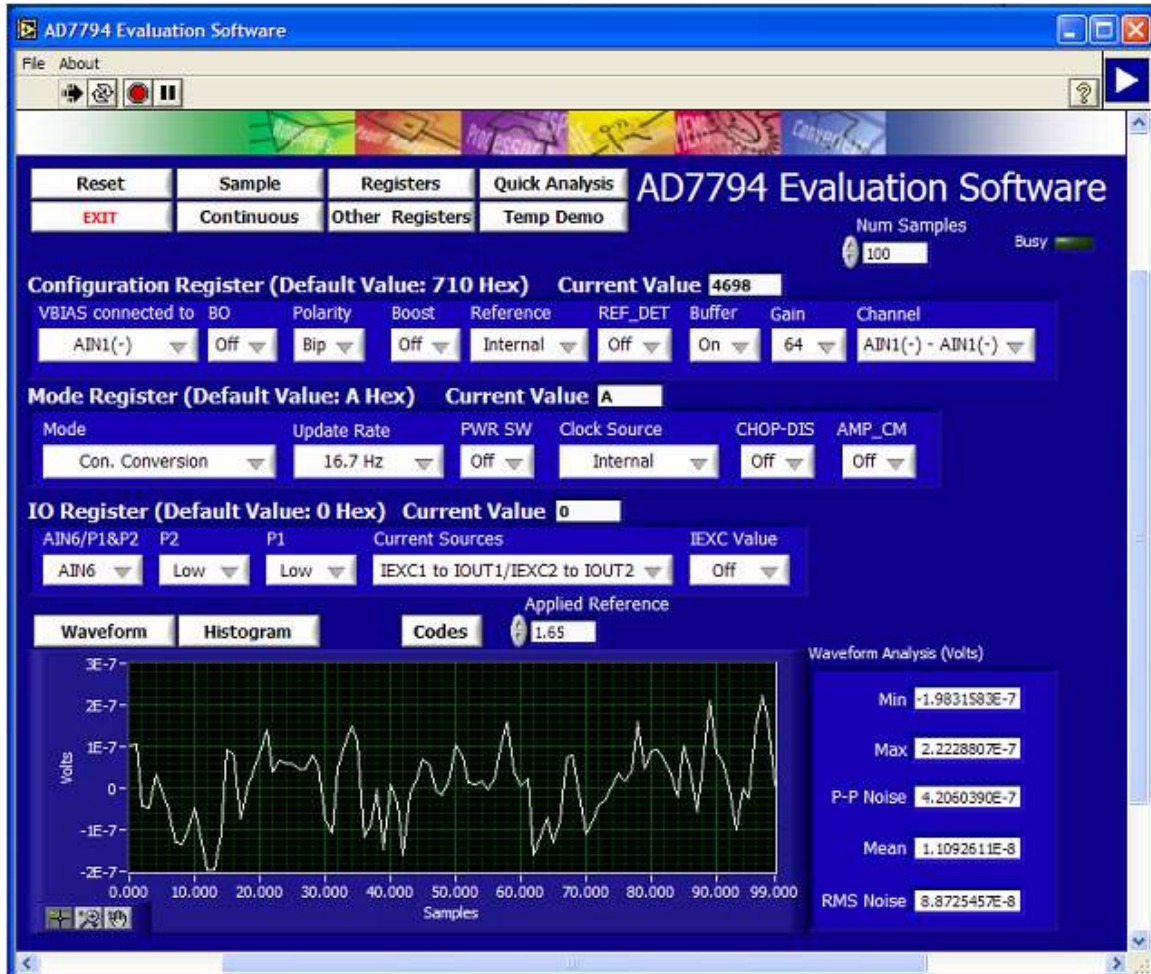 AD7794 Evaluation Software
File About
Reset Sample Registers Quick Analysis
AD7794 Evaluation Software
EXIT Continuous Other Registers Temp Demo
Num Samples
100
Busy
Configuration Register (Default Value: 710 Hex) Current Value 4698
VBIAS connected to BO Polarity Boost Reference REF_DET Buffer Gain Channel
AIN1(-) Off Bip Off Internal Off On 64 AIN1(-) - AIN1(-)
Mode Register (Default Value: A Hex) Current Value A
Mode Update Rate PWR SW Clock Source CHOP-DIS AMP_CM
Con. Conversion 16.7 Hz Off Internal Off Off
IO Register (Default Value: 0 Hex) Current Value 0
AIN6/P1&P2 P2 P1 Current Sources IEXC Value
AIN6 Low Low IEXC1 to IOUT1/IEXC2 to IOUT2 Off
Applied Reference
Waveform Histogram Codes 1.65
Waveform Analysis (Volts)
3E-7
2E-7
1E-7
0
-1E-7
-2E-7
Volts
0.000 10.000 20.000 30.000 40.000 50.000 60.000 70.000 80.000 90.000 99.000
Samples
Min -1.9831583E-7
Max 2.2228807E-7
P-P Noise 4.2060390E-7
Mean 1.1092611E-8
RMS Noise 8.8725457E-8